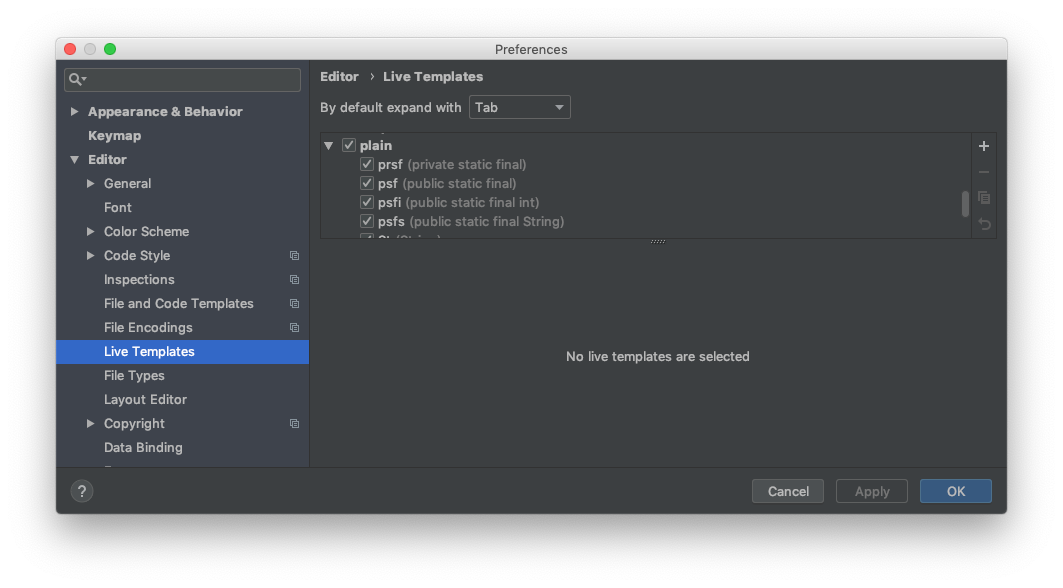 Preferences
Appearance & Behavior
Keymap
Editor
General
Font
Color Scheme
Code Style
Inspections
File and Code Templates
File Encodings
Live Templates
File Types
Layout Editor
Copyright
Data Binding
Editor › Live Templates
By default expand with Tab
plain
prsf (private static final)
psf (public static final)
psfi (public static final int)
psfs (public static final String)
No live templates are selected
?
Cancel
Apply
OK